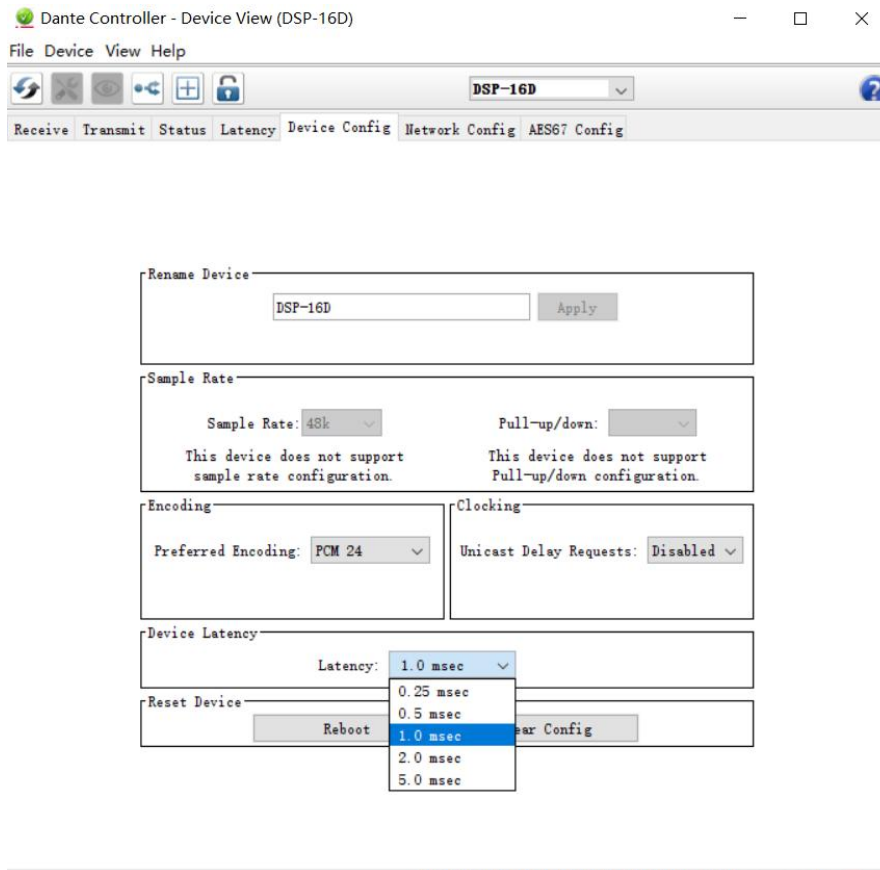 Dante Controller - Device View (DSP-16D)
File Device View Help
DSP-16D
?
Receive Transmit Status Latency Device Config Network Config AES67 Config
Rename Device
DSP-16D Apply
Sample Rate
Sample Rate: 48k Pull-up/down:
This device does not support This device does not support
sample rate configuration. Pull-up/down configuration.
Encoding Clocking
Preferred Encoding: PCM 24 Unicast Delay Requests: Disabled
Device Latency
Latency: 1.0 msec
0.25 msec
Reset Device
0.5 msec
Reboot 1.0 msec ear Config
2.0 msec
5.0 msec